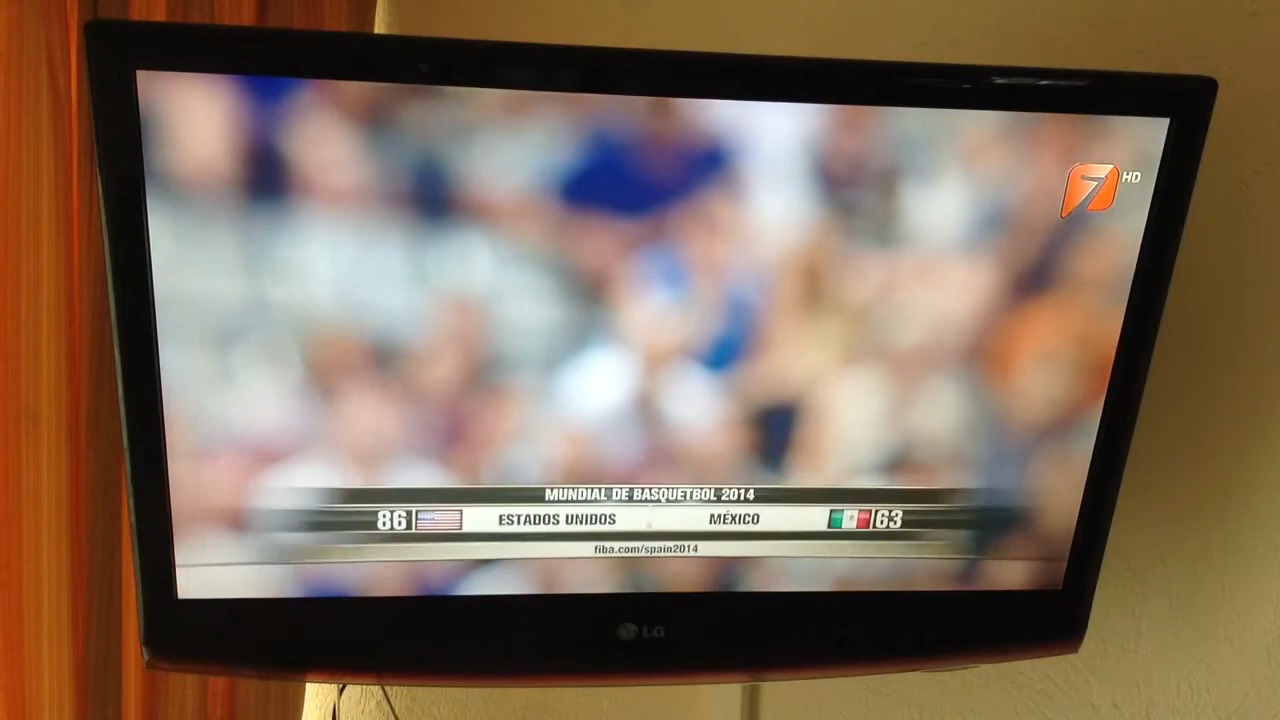 7 HD
MUNDIAL DE BASQUETBOL 2014
86 ESTADOS UNIDOS MÉXICO 63
fiba.com/spain2014
LG